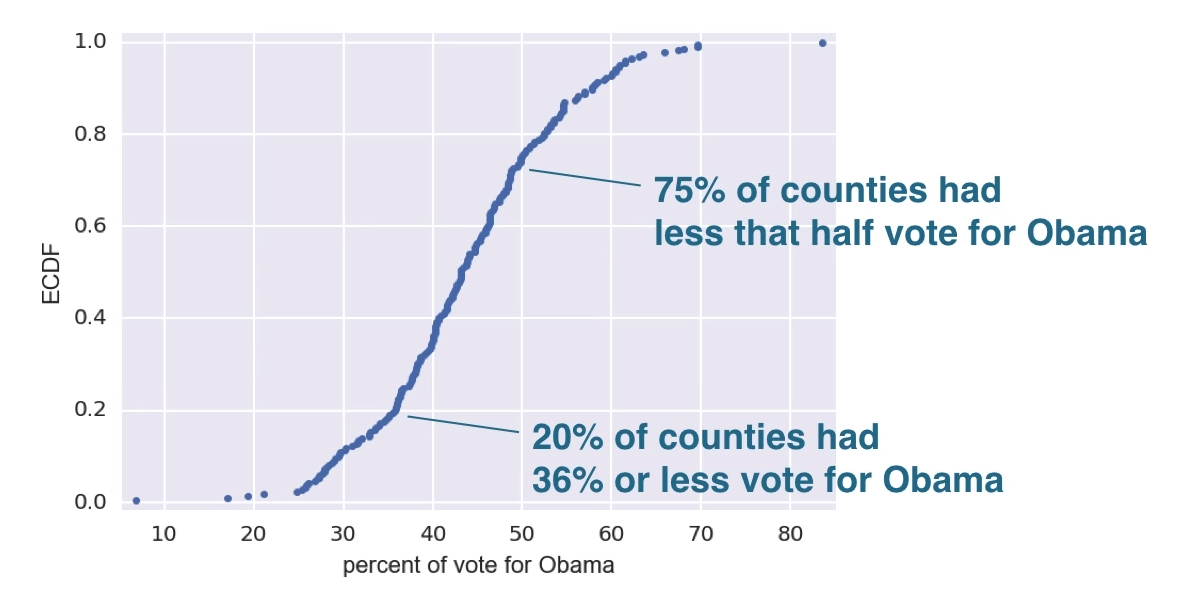 1.0
0.8
75% of counties had
less that half vote for Obama
0.6
ECDF
0.4
0.2
20% of counties had
36% or less vote for Obama
0.0
10 20 30 40 50 60 70 80
percent of vote for Obama